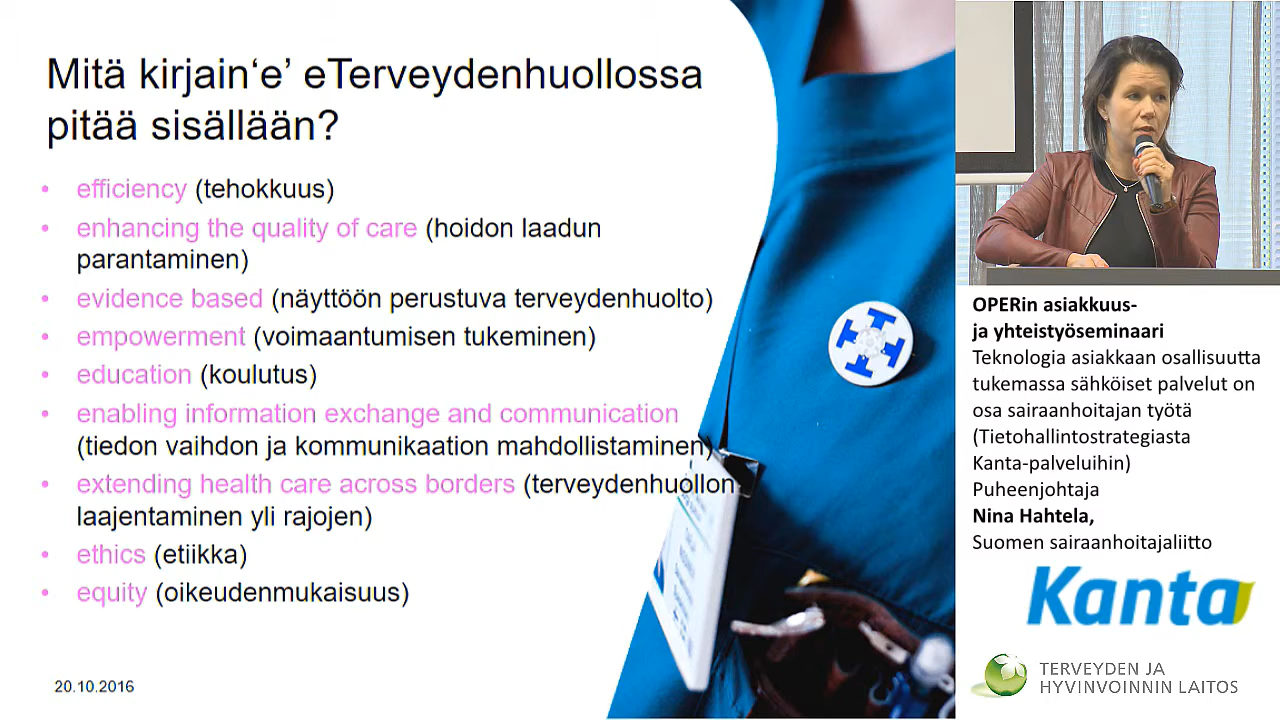 Mitä kirjain‘e’ eTerveydenhuollossa
pitää sisällään?
• efficiency (tehokkuus)
• enhancing the quality of care (hoidon laadun
parantaminen)
• evidence based (näyttöön perustuva terveydenhuolto)
• empowerment (voimaantumisen tukeminen)
• education (koulutus)
• enabling information exchange and communication
(tiedon vaihdon ja kommunikaation mahdollistaminen)
• extending health care across borders (terveydenhuollon
laajentaminen yli rajojen)
• ethics (etiikka)
• equity (oikeudenmukaisuus)
20.10.2016
OPERin asiakkuus-
ja yhteistyöseminaari
Teknologia asiakkaan osallisuutta
tukemassa sähköiset palvelut on
osa sairaanhoitajan työtä
(Tietohallintostrategiasta
Kanta-palveluihin)
Puheenjohtaja
Nina Hahtela,
Suomen sairaanhoitajaliitto
Kanta
TERVEYDEN JA
HYVINVOINNIN LAITOS